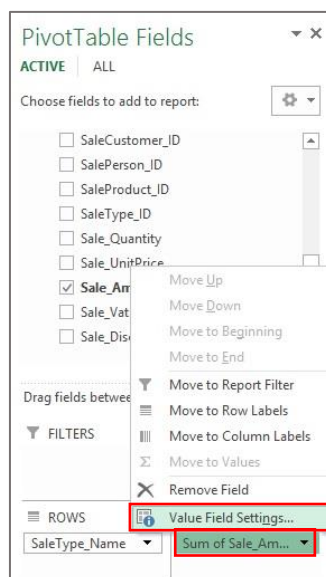 PivotTable Fields
ACTIVE ALL
Choose fields to add to report:
SaleCustomer_ID
SalePerson_ID
SaleProduct_ID
SaleType_ID
Sale_Quantity
Sale_UnitPrice
Sale_Am
Sale_Vat
Sale_Dis
Move Up
Move Down
Move to Beginning
Move to End
Move to Report Filter
Move to Row Labels
Move to Column Labels
Σ Move to Values
Remove Field
Value Field Settings...
Drag fields betwee
FILTERS
ROWS
SaleType_Name
Sum of Sale_Am...